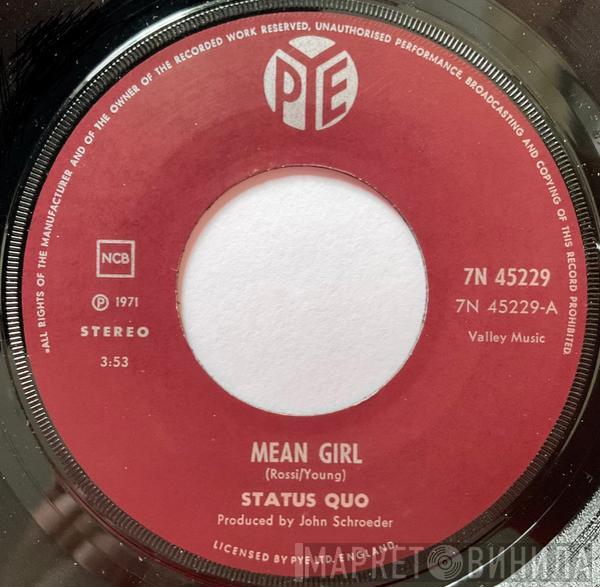 "ALL RIGHTS OF THE MANUFACTURER AND OF THE OWNER OF THE RECORDED WORK RESERVED, UNAUTHORISED PERFORMANCE, BROADCASTING AND COPYING OF THIS RECORD PROHIBITED.
PYE
NCB
℗ 1971
STEREO
3:53
7N 45229
7N 45229-A
Valley Music
MEAN GIRL
(Rossi/Young)
STATUS QUO
Produced by John Schroeder
LICENSED BY PYE LTD. ENGLAND.
МАРКЕТ ВИНИЛА